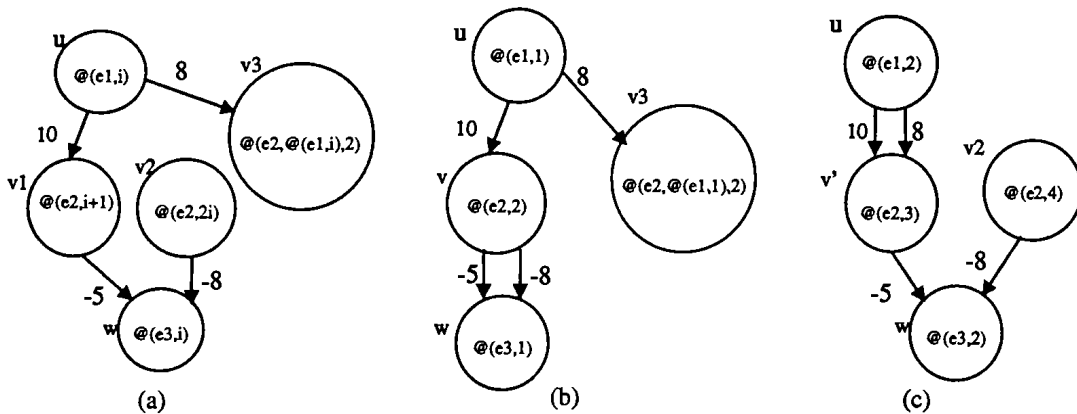 u
@(e1,i)
8
v3
10
@(e2,@(e1,i),2)
v1
v2
@(e2,i+1)
@(e2,2i)
-5
-8
w
@(e3,i)
(a)
u
@(e1,1)
8
v3
10
v
@(e2,@(e1,1),2)
@(e2,2)
-5
-8
w
@(e3,1)
(b)
u
@(e1,2)
10
8
v2
v'
@(e2,4)
@(e2,3)
-8
-5
w
@(e3,2)
(c)